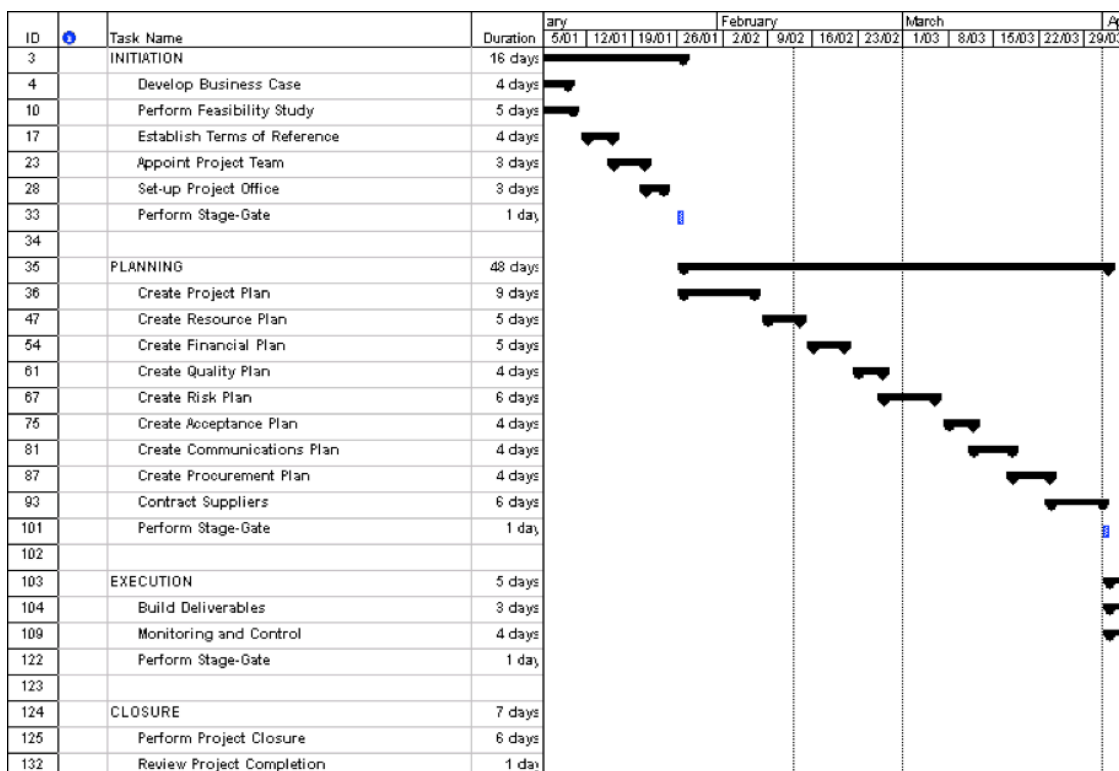 ary February March A
ID Task Name Duration 5/01 12/01 19/01 26/01 2/02 9/02 16/02 23/02 1/03 8/03 15/03 22/03 29/03
3 INITIATION 16 days
4 Develop Business Case 4 days
10 Perform Feasibility Study 5 days
17 Establish Terms of Reference 4 days
23 Appoint Project Team 3 days
28 Set-up Project Office 3 days
33 Perform Stage-Gate 1 day
34
35 PLANNING 48 days
36 Create Project Plan 9 days
47 Create Resource Plan 5 days
54 Create Financial Plan 5 days
61 Create Quality Plan 4 days
67 Create Risk Plan 6 days
75 Create Acceptance Plan 4 days
81 Create Communications Plan 4 days
87 Create Procurement Plan 4 days
93 Contract Suppliers 6 days
101 Perform Stage-Gate 1 day
102
103 EXECUTION 5 days
104 Build Deliverables 3 days
109 Monitoring and Control 4 days
122 Perform Stage-Gate 1 day
123
124 CLOSURE 7 days
125 Perform Project Closure 6 days
132 Review Project Completion 1 day